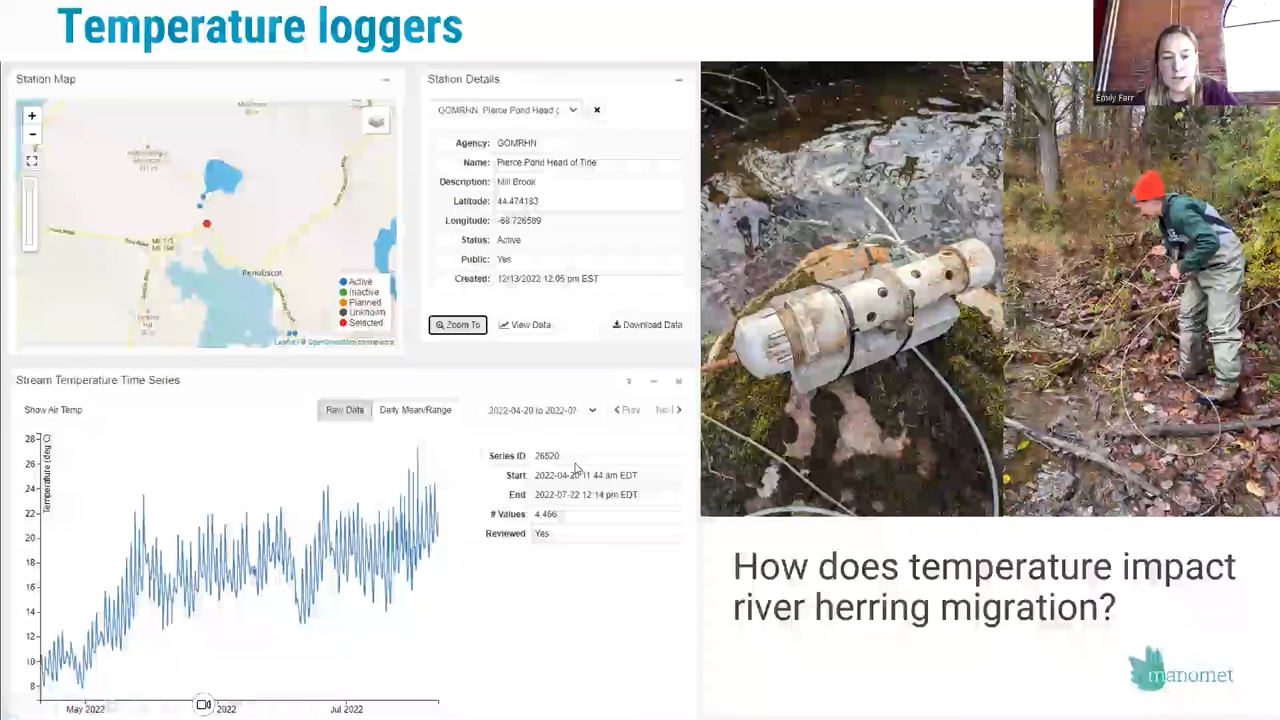 Temperature loggers
Emily Farr
Station Map
+
−
Penobscot
Active
Inactive
Planned
Unknown
Selected
Leaflet | © OpenStreetMap contributors
Station Details
GOMRHN: Pierce Pond Head o
Agency: GOMRHN
Name: Pierce Pond Head of Tide
Description: Mill Brook
Latitude: 44.474183
Longitude: -68.726589
Status: Active
Public: Yes
Created: 12/13/2022 12:05 pm EST
Zoom To
View Data
Download Data
Stream Temperature Time Series
Show Air Temp
Raw Data
Daily Mean/Range
2022-04-20 to 2022-07-
Prev
Next
Temperature (deg C)
28
26
24
22
20
18
16
14
12
10
8
May 2022
2022
Jul 2022
Series ID 26520
Start 2022-04-20 11:44 am EDT
End 2022-07-22 12:14 pm EDT
# Values 4,466
Reviewed Yes
How does temperature impact
river herring migration?
manomet